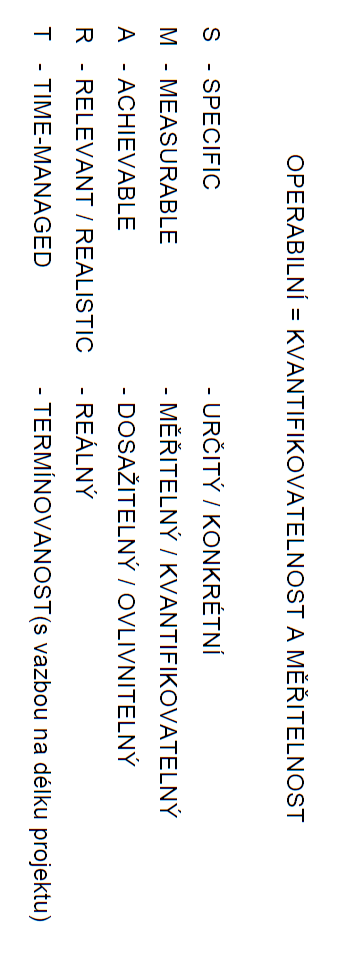 OPERABILNÍ = KVANTIFIKOVATELNOST A MĚŘITELNOST
S - SPECIFIC - URČITÝ / KONKRÉTNÍ
M - MEASURABLE - MĚŘITELNÝ / KVANTIFIKOVATELNÝ
A - ACHIEVABLE - DOSAŽITELNÝ / OVLIVNITELNÝ
R - RELEVANT / REALISTIC - REÁLNÝ
T - TIME-MANAGED - TERMÍNOVANOST(s vazbou na délku projektu)